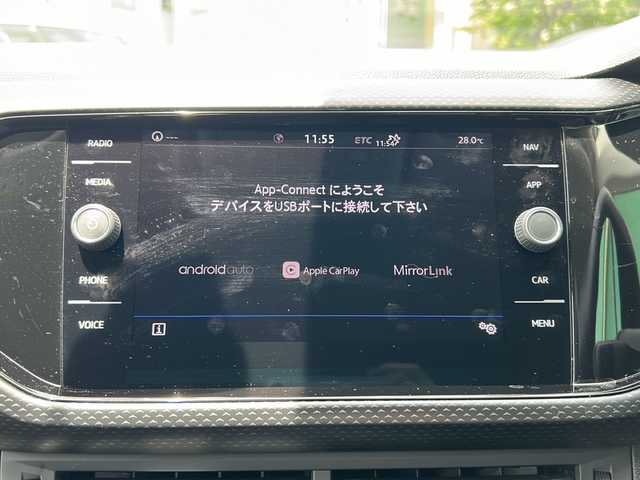 RADIO
MEDIA
PHONE
VOICE
--- 11:55 ETC 11:54 28.0℃
App-Connect にようこそ
デバイスをUSBポートに接続して下さい
androidauto Apple CarPlay MirrorLink
i
NAV
APP
CAR
MENU